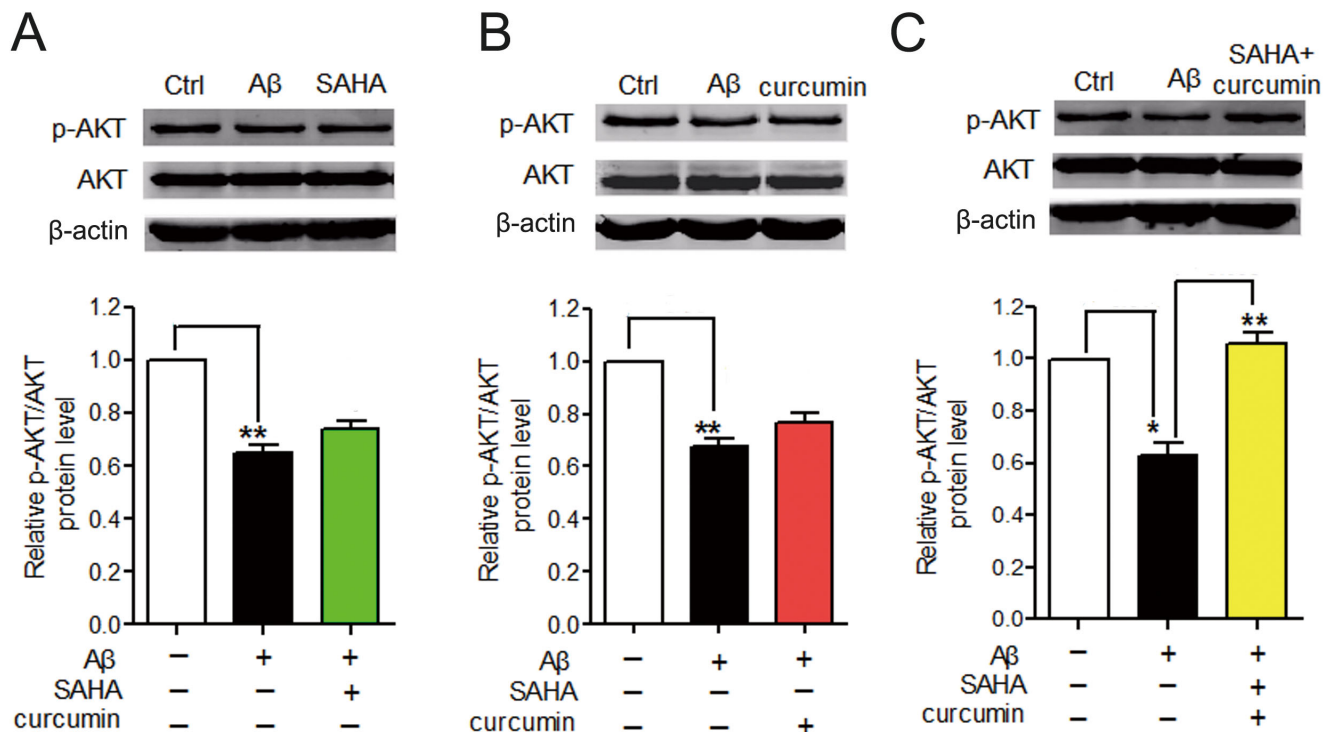 A
Ctrl Aβ SAHA
p-AKT
AKT
β-actin
1.2
1.0
0.8
0.6
0.4
0.2
0.0
Relative p-AKT/AKT
protein level
**
Aβ − + +
SAHA − − +
curcumin − − −
B
Ctrl Aβ curcumin
p-AKT
AKT
β-actin
1.2
1.0
0.8
0.6
0.4
0.2
0.0
Relative p-AKT/AKT
protein level
**
Aβ − + +
SAHA − − −
curcumin − − +
C
SAHA+
Ctrl Aβ curcumin
p-AKT
AKT
β-actin
1.2
1.0
0.8
0.6
0.4
0.2
0.0
Relative p-AKT/AKT
protein level
*
**
Aβ − + +
SAHA − − +
curcumin − − +